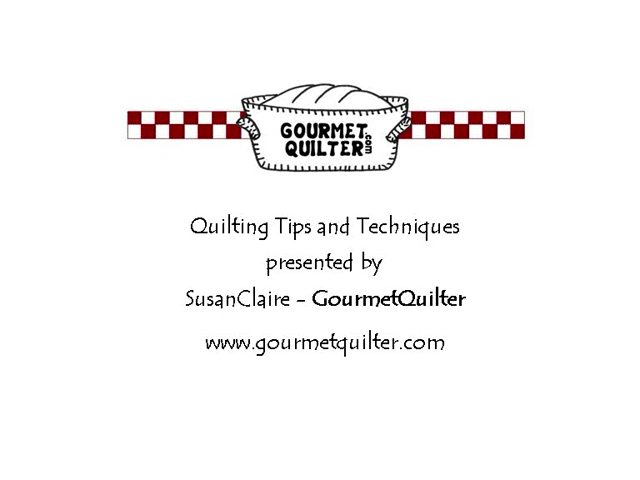 GOURMET
QUILTER.com
Quilting Tips and Techniques
presented by
SusanClaire - GourmetQuilter
www.gourmetquilter.com